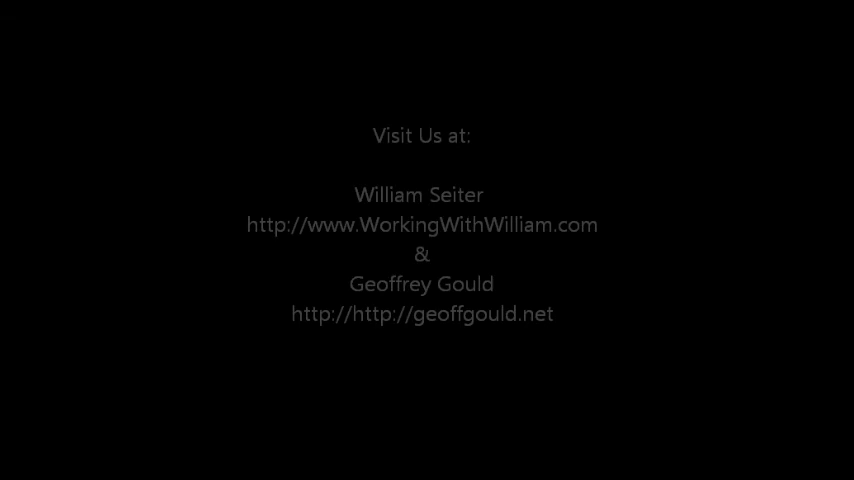 Visit Us at:
William Seiter
http://www.WorkingWithWilliam.com
&
Geoffrey Gould
http://http://geoffgould.net